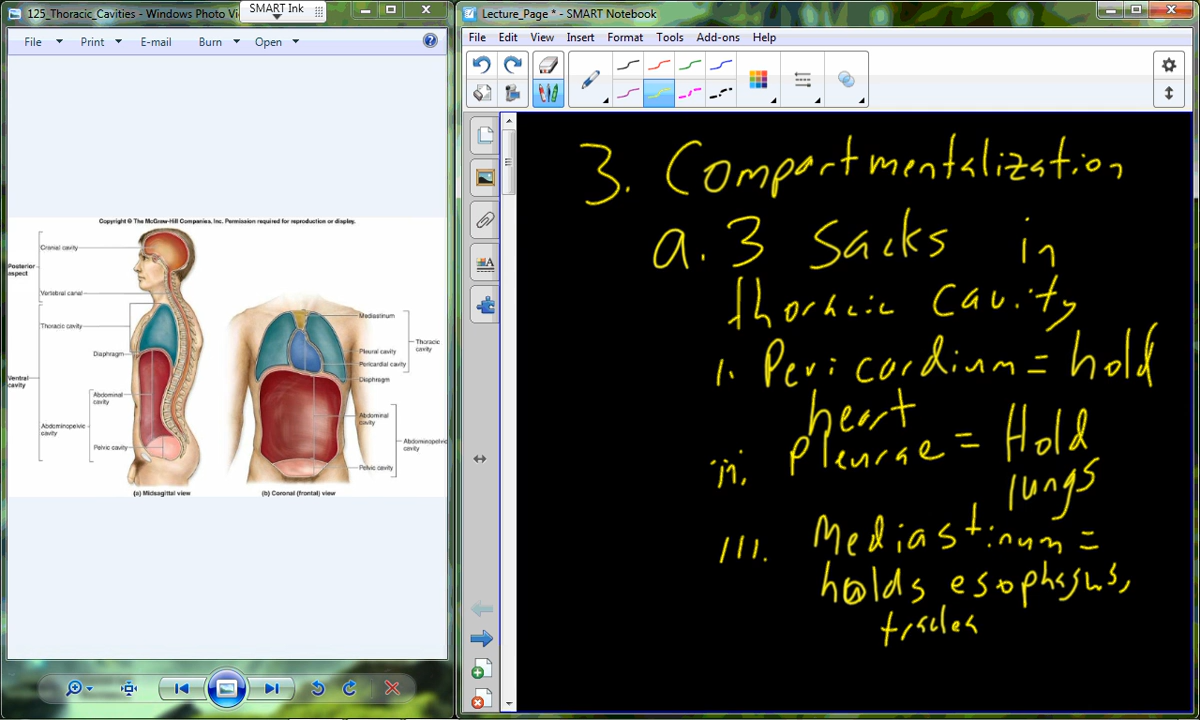 125_Thoracic_Cavities - Windows Photo Vi
SMART Ink
File Print E-mail Burn Open
Copyright © The McGraw-Hill Companies, Inc. Permission required for reproduction or display.
Cranial cavity
Posterior
aspect
Vertebral canal
Thoracic cavity
Diaphragm
Ventral
cavity
Abdominal
cavity
Abdominopelvic
cavity
Pelvic cavity
(a) Midsagittal view
Mediastinum
Pleural cavity
Thoracic
cavity
Pericardial cavity
Diaphragm
Abdominal
cavity
Abdominopelvic
cavity
Pelvic cavity
(b) Coronal (frontal) view
Lecture_Page * - SMART Notebook
File Edit View Insert Format Tools Add-ons Help
3. Compartmentalization
a. 3 Sacks in
thoracic cavity
i. Pericardium = hold
heart
ii. Pleurae = Hold
lungs
iii. Mediastinum =
holds esophagus,